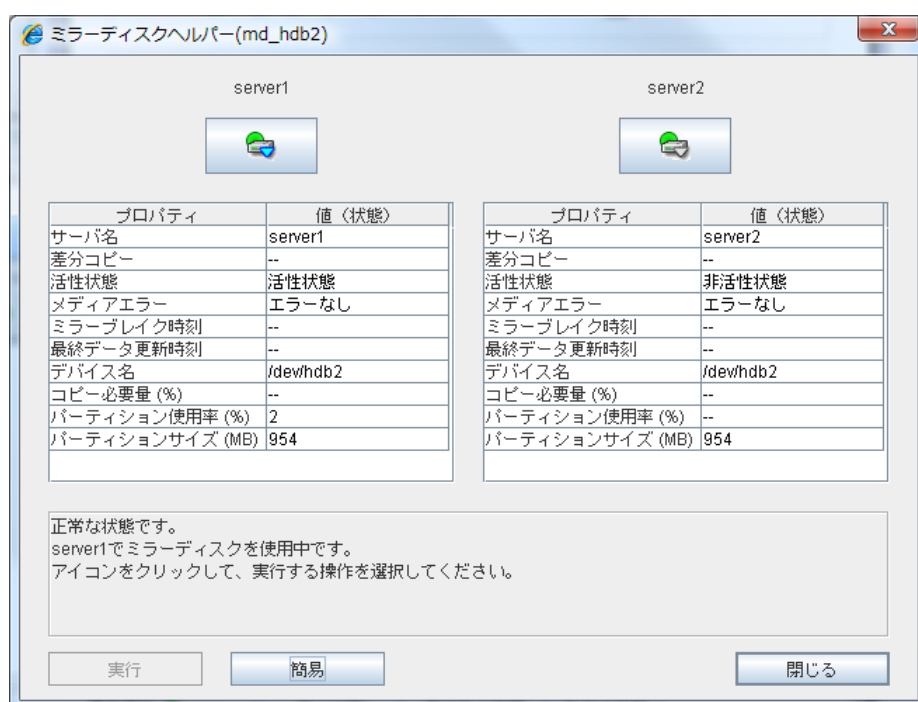 ミラーディスクヘルパー(md_hdb2)
server1
server2
プロパティ 値（状態）
サーバ名 server1
差分コピー --
活性状態 活性状態
メディアエラー エラーなし
ミラーブレイク時刻 --
最終データ更新時刻 --
デバイス名 /dev/hdb2
コピー必要量 (%) --
パーティション使用率 (%) 2
パーティションサイズ (MB) 954
プロパティ 値（状態）
サーバ名 server2
差分コピー --
活性状態 非活性状態
メディアエラー エラーなし
ミラーブレイク時刻 --
最終データ更新時刻 --
デバイス名 /dev/hdb2
コピー必要量 (%) --
パーティション使用率 (%) --
パーティションサイズ (MB) 954
正常な状態です。
server1でミラーディスクを使用中です。
アイコンをクリックして、実行する操作を選択してください。
実行 簡易 閉じる